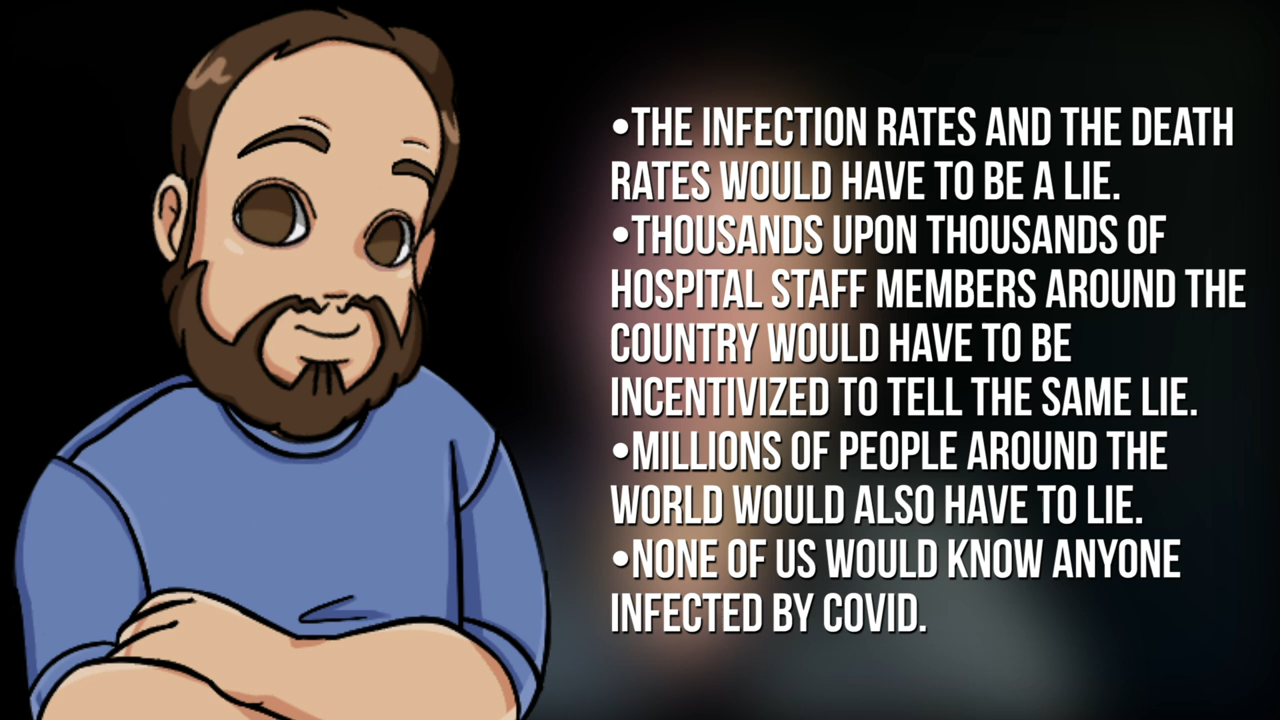 •THE INFECTION RATES AND THE DEATH
RATES WOULD HAVE TO BE A LIE.
•THOUSANDS UPON THOUSANDS OF
HOSPITAL STAFF MEMBERS AROUND THE
COUNTRY WOULD HAVE TO BE
INCENTIVIZED TO TELL THE SAME LIE.
•MILLIONS OF PEOPLE AROUND THE
WORLD WOULD ALSO HAVE TO LIE.
•NONE OF US WOULD KNOW ANYONE
INFECTED BY COVID.